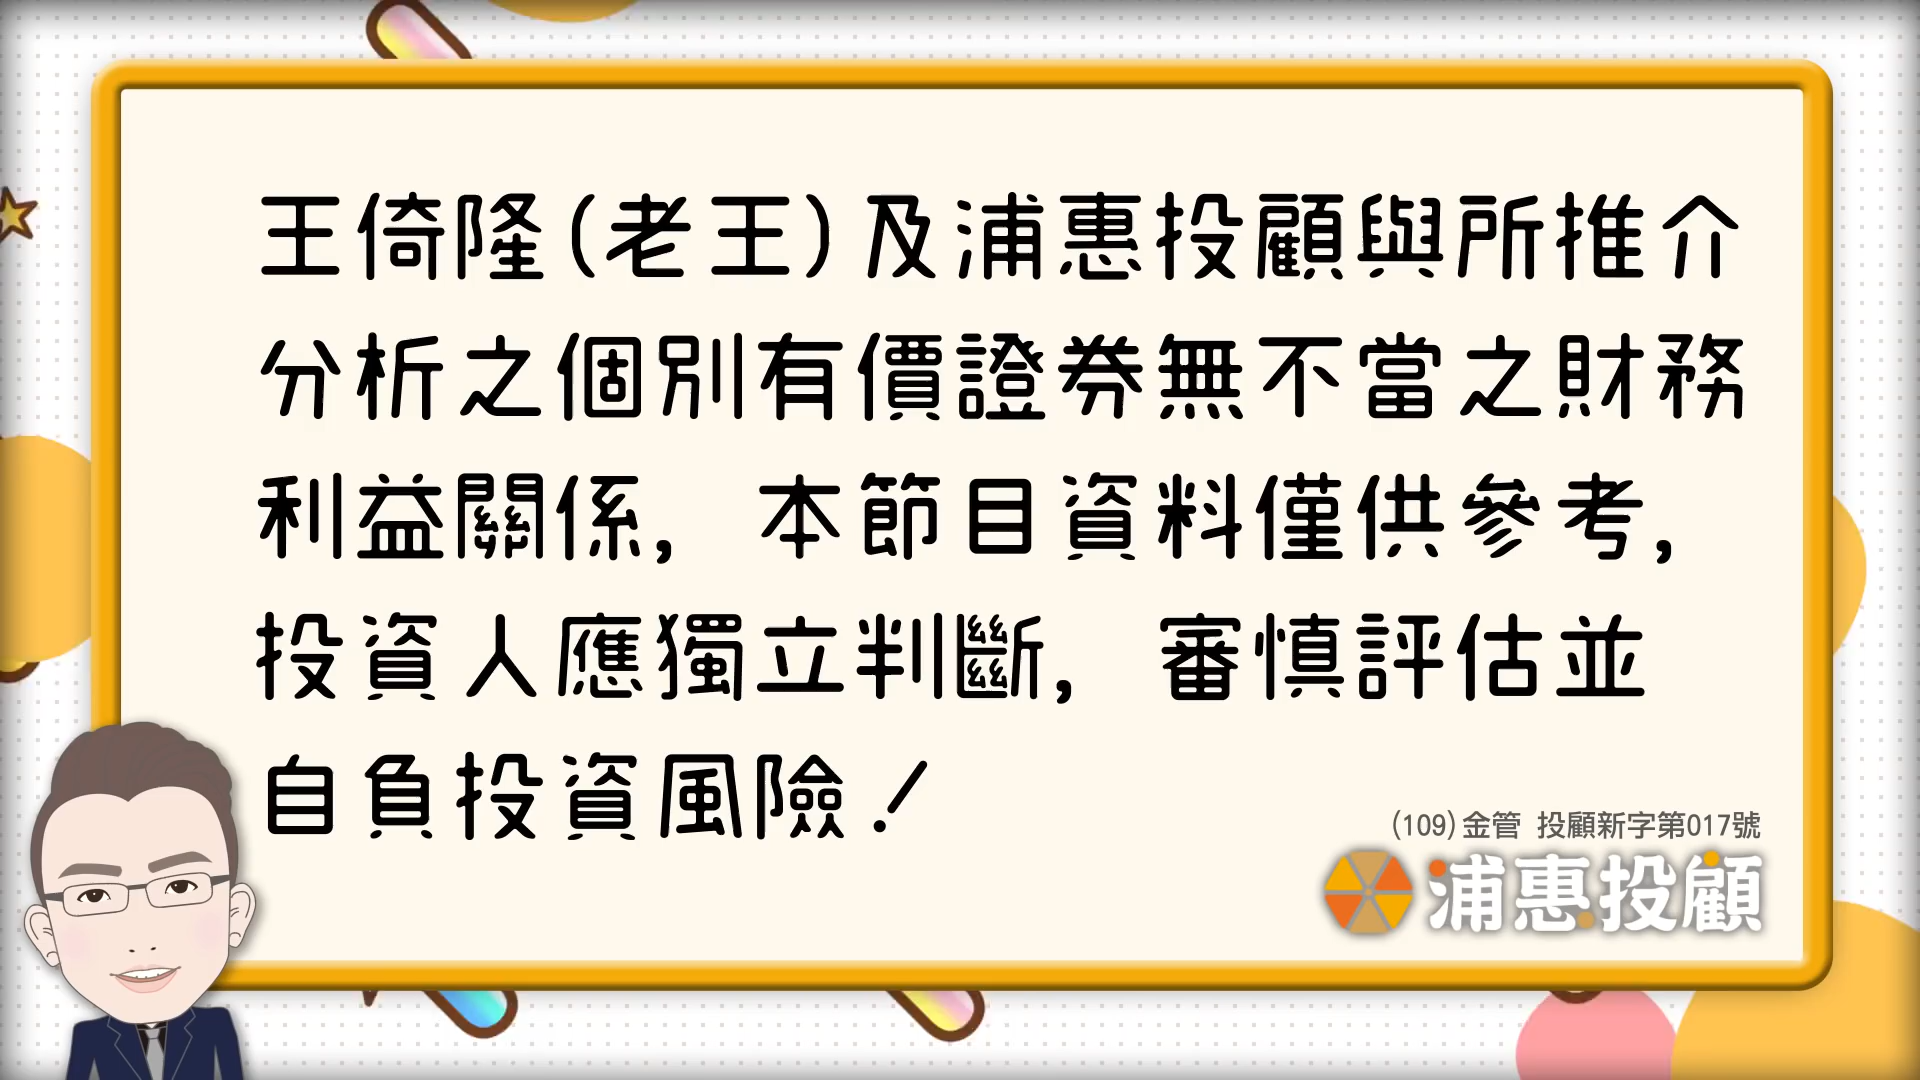 王倚隆(老王)及浦惠投顧與所推介
分析之個別有價證券無不當之財務
利益關係,本節目資料僅供參考,
投資人應獨立判斷,審慎評估並
自負投資風險!
(109)金管 投顧新字第017號
浦惠投顧